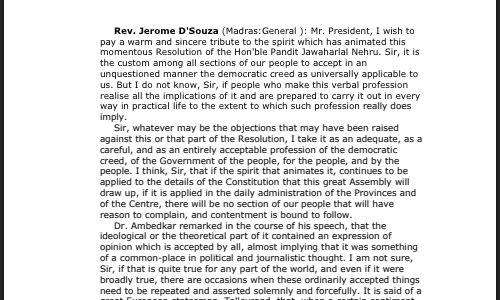 Rev. Jerome D'Souza (Madras:General ): Mr. President, I wish to
pay a warm and sincere tribute to the spirit which has animated this
momentous Resolution of the Hon'ble Pandit Jawaharlal Nehru. Sir, it is
the custom among all sections of our people to accept in an
unquestioned manner the democratic creed as universally applicable to
us. But I do not know, Sir, if people who make this verbal profession
realise all the implications of it and are prepared to carry it out in every
way in practical life to the extent to which such profession really does
imply.
Sir, whatever may be the objections that may have been raised
against this or that part of the Resolution, I take it as an adequate, as a
careful, and as an entirely acceptable profession of the democratic
creed, of the Government of the people, for the people, and by the
people. I think, Sir, that if the spirit that animates it, continues to be
applied to the details of the Constitution that this great Assembly will
draw up, if it is applied in the daily administration of the Provinces and
of the Centre, there will be no section of our people that will have
reason to complain, and contentment is bound to follow.
Dr. Ambedkar remarked in the course of his speech, that the
ideological or the theoretical part of it contained an expression of
opinion which is accepted by all, almost implying that it was something
of a common-place in political and journalistic thought. I am not sure,
Sir, if that is quite true for any part of the world, and even if it were
broadly true, there are occasions when these ordinarily accepted things
need to be repeated and asserted solemnly and forcefully. It is said of a
great European statesman, Talleyrand, that, when a certain sentiment